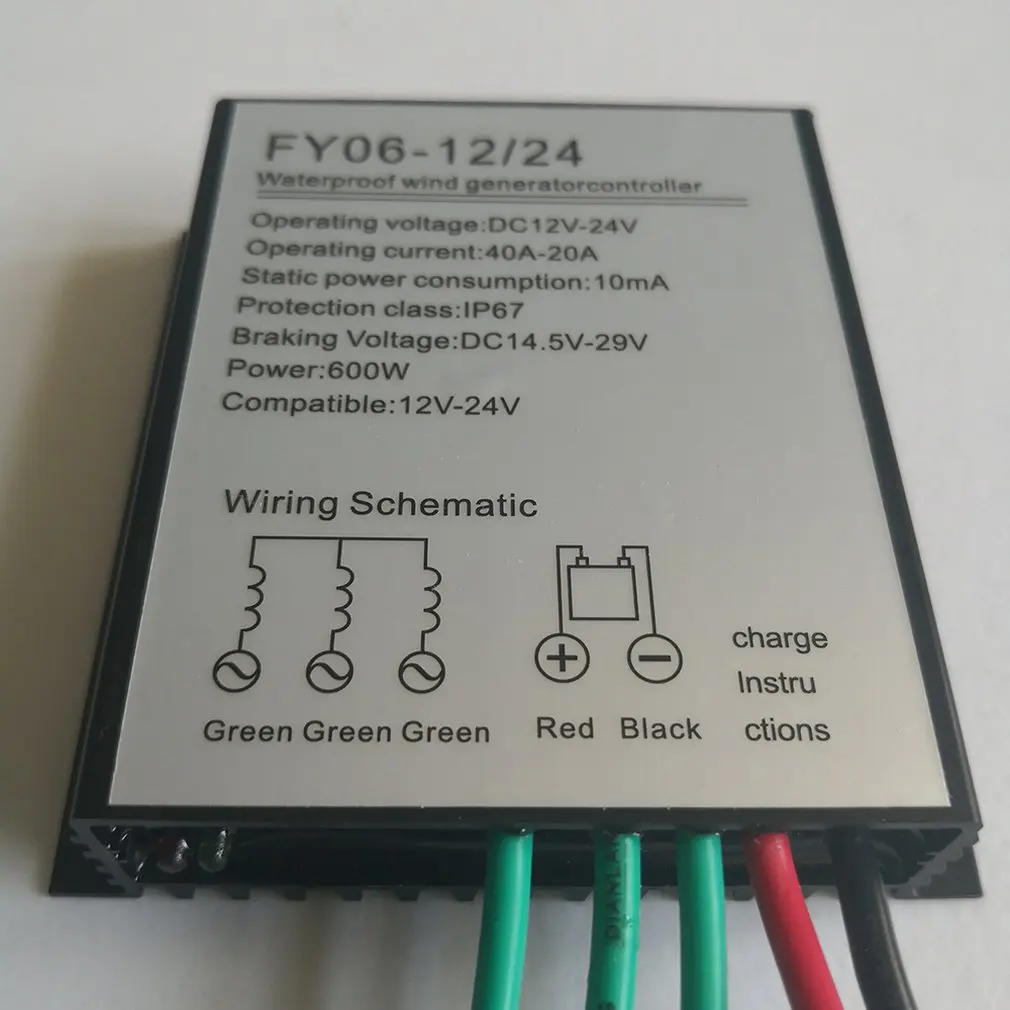 FY06-12/24
Waterproof wind generatorcontroller
Operating voltage:DC12V-24V
Operating current:40A-20A
Static power consumption:10mA
Protection class:IP67
Braking Voltage:DC14.5V-29V
Power:600W
Compatible:12V-24V
Wiring Schematic
+ −
Green Green Green Red Black
charge
Instru
ctions